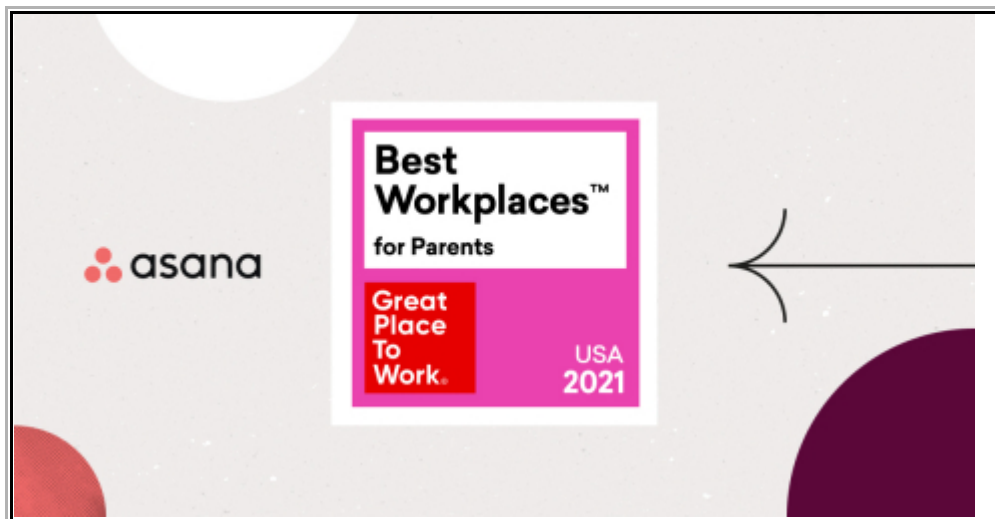 asana
Best
Workplaces™
for Parents
Great
Place
To
Work®
USA
2021